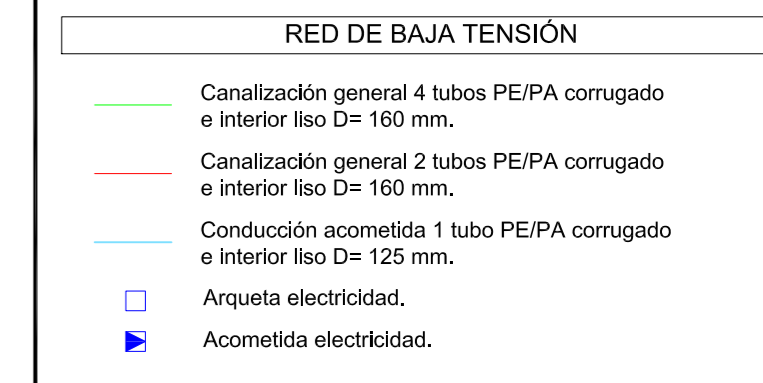 RED DE BAJA TENSIÓN
Canalización general 4 tubos PE/PA corrugado
e interior liso D= 160 mm.
Canalización general 2 tubos PE/PA corrugado
e interior liso D= 160 mm.
Conducción acometida 1 tubo PE/PA corrugado
e interior liso D= 125 mm.
Arqueta electricidad.
Acometida electricidad.